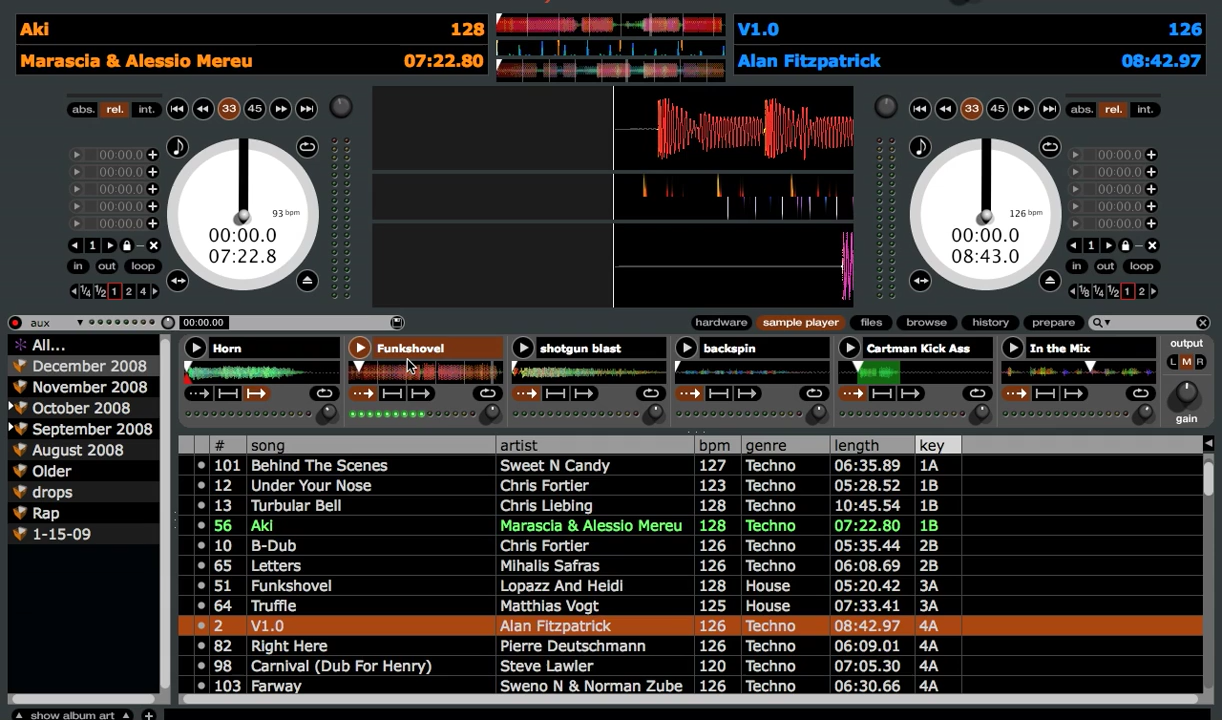 Aki 128
Marascia & Alessio Mereu 07:22.80
V1.0 126
Alan Fitzpatrick 08:42.97
abs. rel. int. 33 45
33 45 abs. rel. int.
00:00.0
00:00.0
00:00.0
00:00.0
00:00.0
1
in out loop
1/4 1/2 1 2 4
93 bpm
00:00.0
07:22.8
126 bpm
00:00.0
08:43.0
00:00.0
00:00.0
00:00.0
00:00.0
00:00.0
1
in out loop
1/8 1/4 1/2 1 2
aux 00:00.00 hardware sample player files browse history prepare
All...
December 2008
November 2008
October 2008
September 2008
August 2008
Older
drops
Rap
1-15-09
Horn Funkshovel shotgun blast backspin Cartman Kick Ass In the Mix
output
L M R
gain
# song artist bpm genre length key
101 Behind The Scenes Sweet N Candy 127 Techno 06:35.89 1A
12 Under Your Nose Chris Fortier 123 Techno 05:28.52 1B
13 Turbular Bell Chris Liebing 128 Techno 10:45.54 1B
56 Aki Marascia & Alessio Mereu 128 Techno 07:22.80 1B
10 B-Dub Chris Fortier 126 Techno 05:35.44 2B
65 Letters Mihalis Safras 126 Techno 06:08.69 2B
51 Funkshovel Lopazz And Heidi 128 House 05:20.42 3A
64 Truffle Matthias Vogt 125 House 07:33.41 3A
2 V1.0 Alan Fitzpatrick 126 Techno 08:42.97 4A
82 Right Here Pierre Deutschmann 126 Techno 06:09.01 4A
98 Carnival (Dub For Henry) Steve Lawler 120 Techno 07:05.30 4A
103 Farway Sweno N & Norman Zube 126 Techno 06:30.66 4A
show album art